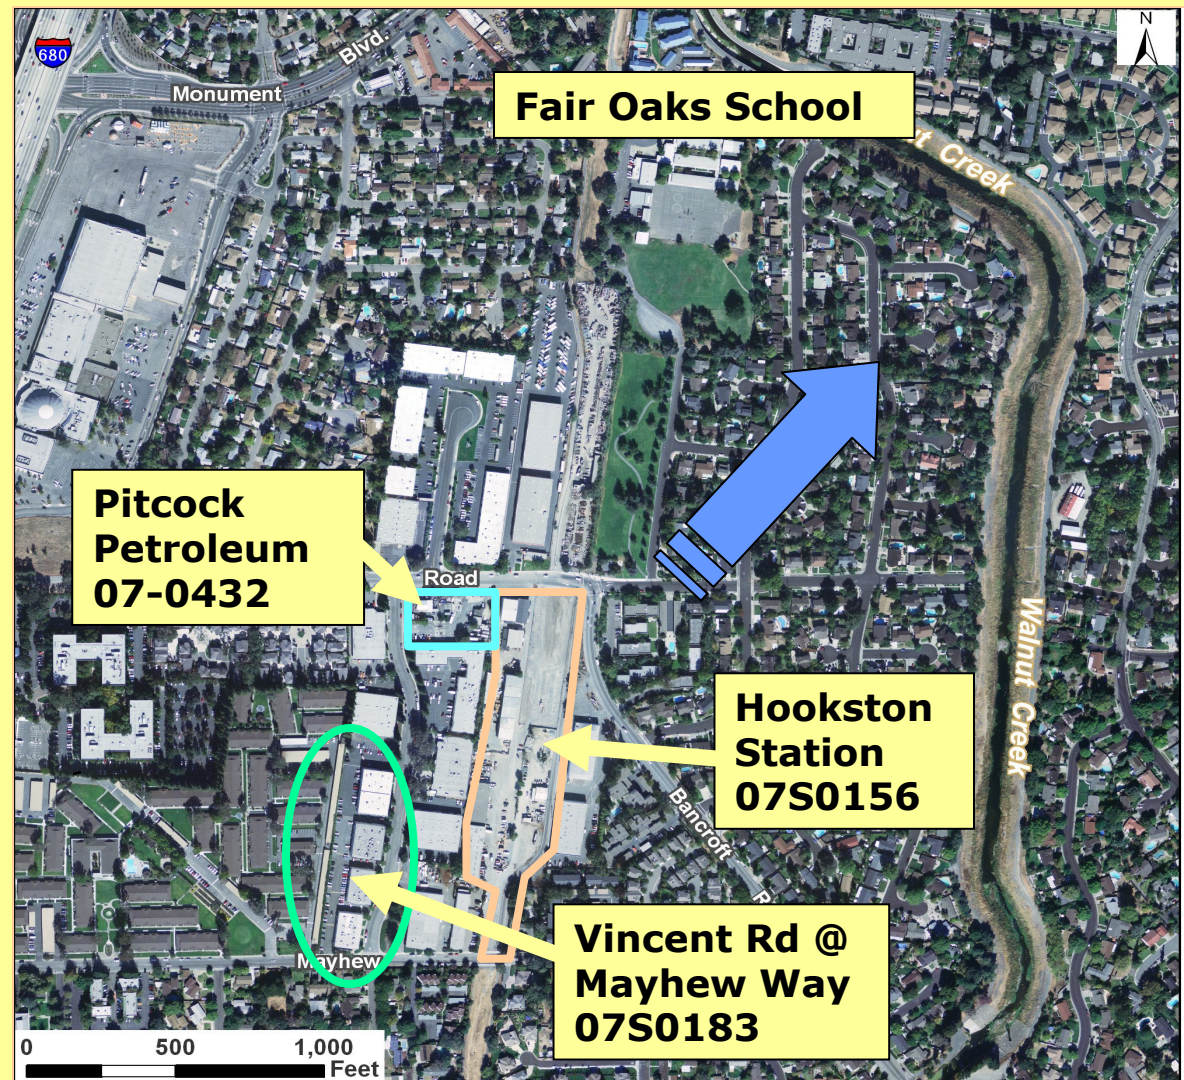 N
680
Blvd.
Monument
Fair Oaks School
ut Creek
Pitcock
Petroleum
07-0432
Road
Hookston
Station
07S0156
Walnut Creek
Bancroft
R
Vincent Rd @
Mayhew Way
07S0183
Mayhew
0 500 1,000
Feet